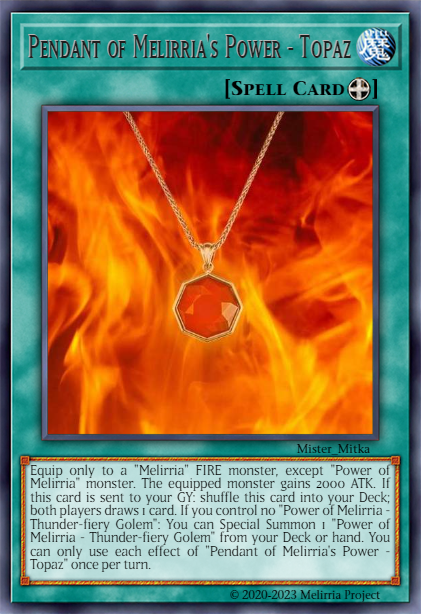 Pendant of Melirria's Power - Topaz
魔
[Spell Card]
Mister_Mitka
Equip only to a "Melirria" FIRE monster, except "Power of
Melirria" monster. The equipped monster gains 2000 ATK. If
this card is sent to your GY: shuffle this card into your Deck;
both players draws 1 card. If you control no "Power of Melirria -
Thunder-fiery Golem": You can Special Summon 1 "Power of
Melirria - Thunder-fiery Golem" from your Deck or hand. You
can only use each effect of "Pendant of Melirria's Power -
Topaz" once per turn.
© 2020-2023 Melirria Project